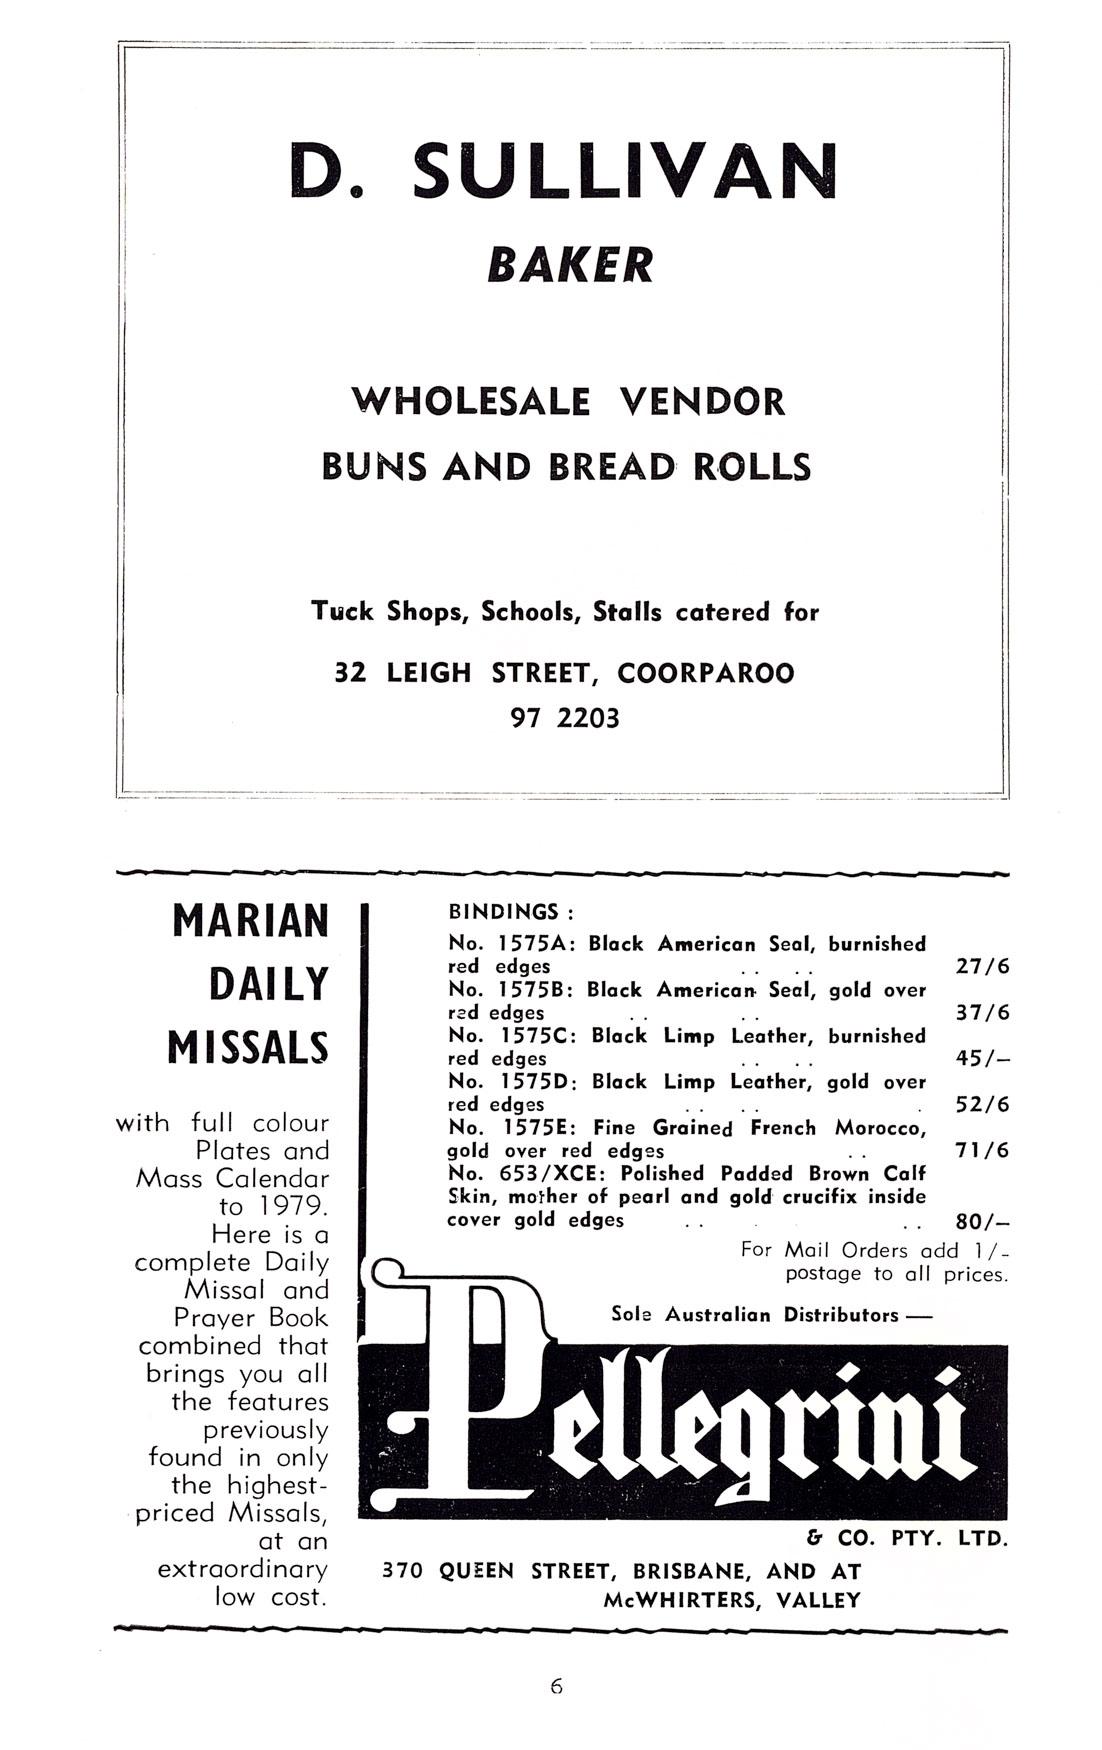 D. SULLIVAN
BAKER
WHOLESALE VENDOR
BUNS AND BREAD ROLLS
Tuck Shops, Schools, Stalls catered for
32 LEIGH STREET, COORPAROO
97 2203
MARIAN
DAILY
MISSALS
with full colour
Plates and
Mass Calendar
to 1979.
Here is a
complete Daily
Missal and
Prayer Book
combined that
brings you all
the features
previously
found in only
the highest-
priced Missals,
at an
extraordinary
low cost.
BINDINGS :
No. 1575A: Black American Seal, burnished
red edges .. .. 27/6
No. 1575B: Black American Seal, gold over
red edges .. .. 37/6
No. 1575C: Black Limp Leather, burnished
red edges .. .. 45/–
No. 1575D: Black Limp Leather, gold over
red edges .. .. . 52/6
No. 1575E: Fine Grained French Morocco,
gold over red edges .. 71/6
No. 653/XCE: Polished Padded Brown Calf
Skin, mother of pearl and gold crucifix inside
cover gold edges .. . .. 80/–
For Mail Orders add 1/-
postage to all prices.
Sole Australian Distributors —
Pellegrini
& CO. PTY. LTD.
370 QUEEN STREET, BRISBANE, AND AT
McWHIRTERS, VALLEY
6